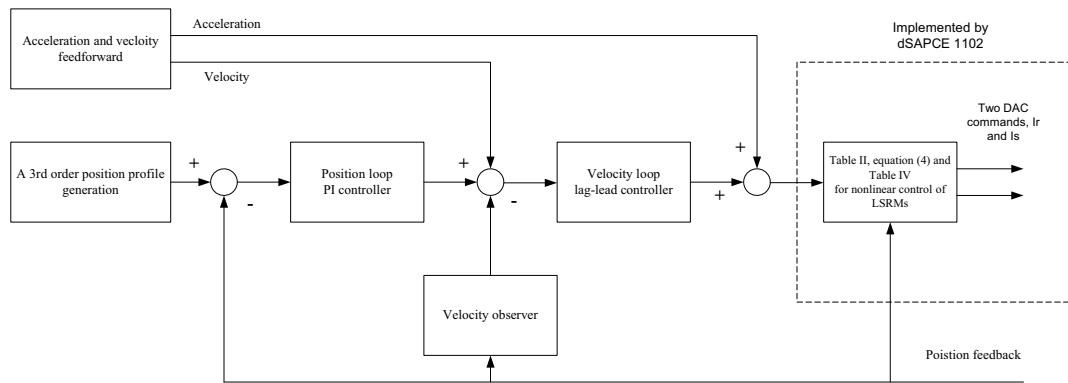 Acceleration
Implemented by
dSAPCE 1102
Acceleration and vecloity
feedforward
Velocity
Two DAC
commands, Ir
and Is
+
+
+
A 3rd order position profile
generation
Position loop
PI controller
Velocity loop
lag-lead controller
Table II, equation (4) and
Table IV
for nonlinear control of
LSRMs
-
-
+
Velocity observer
Poistion feedback